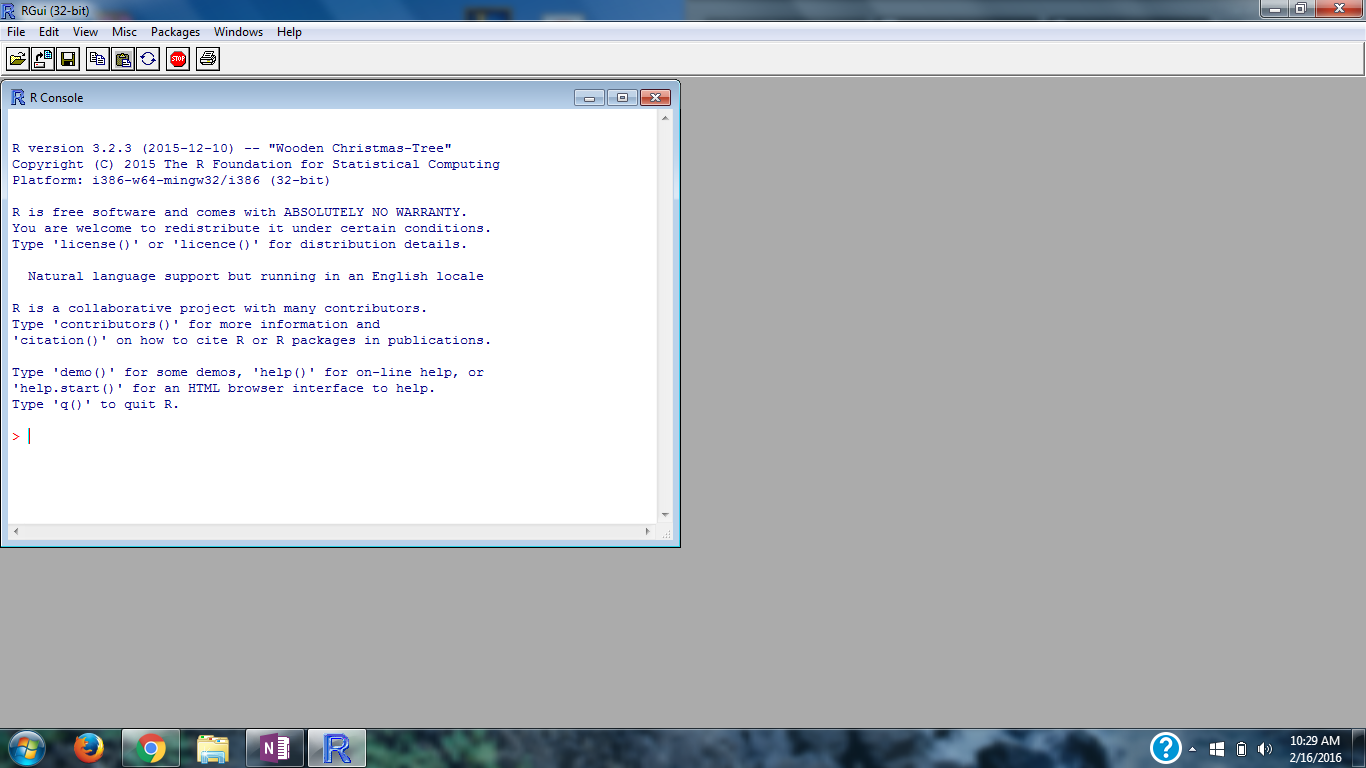 RGui (32-bit)
File Edit View Misc Packages Windows Help
STOP
R Console
R version 3.2.3 (2015-12-10) -- "Wooden Christmas-Tree"
Copyright (C) 2015 The R Foundation for Statistical Computing
Platform: i386-w64-mingw32/i386 (32-bit)
R is free software and comes with ABSOLUTELY NO WARRANTY.
You are welcome to redistribute it under certain conditions.
Type 'license()' or 'licence()' for distribution details.
Natural language support but running in an English locale
R is a collaborative project with many contributors.
Type 'contributors()' for more information and
'citation()' on how to cite R or R packages in publications.
Type 'demo()' for some demos, 'help()' for on-line help, or
'help.start()' for an HTML browser interface to help.
Type 'q()' to quit R.
>
10:29 AM
2/16/2016